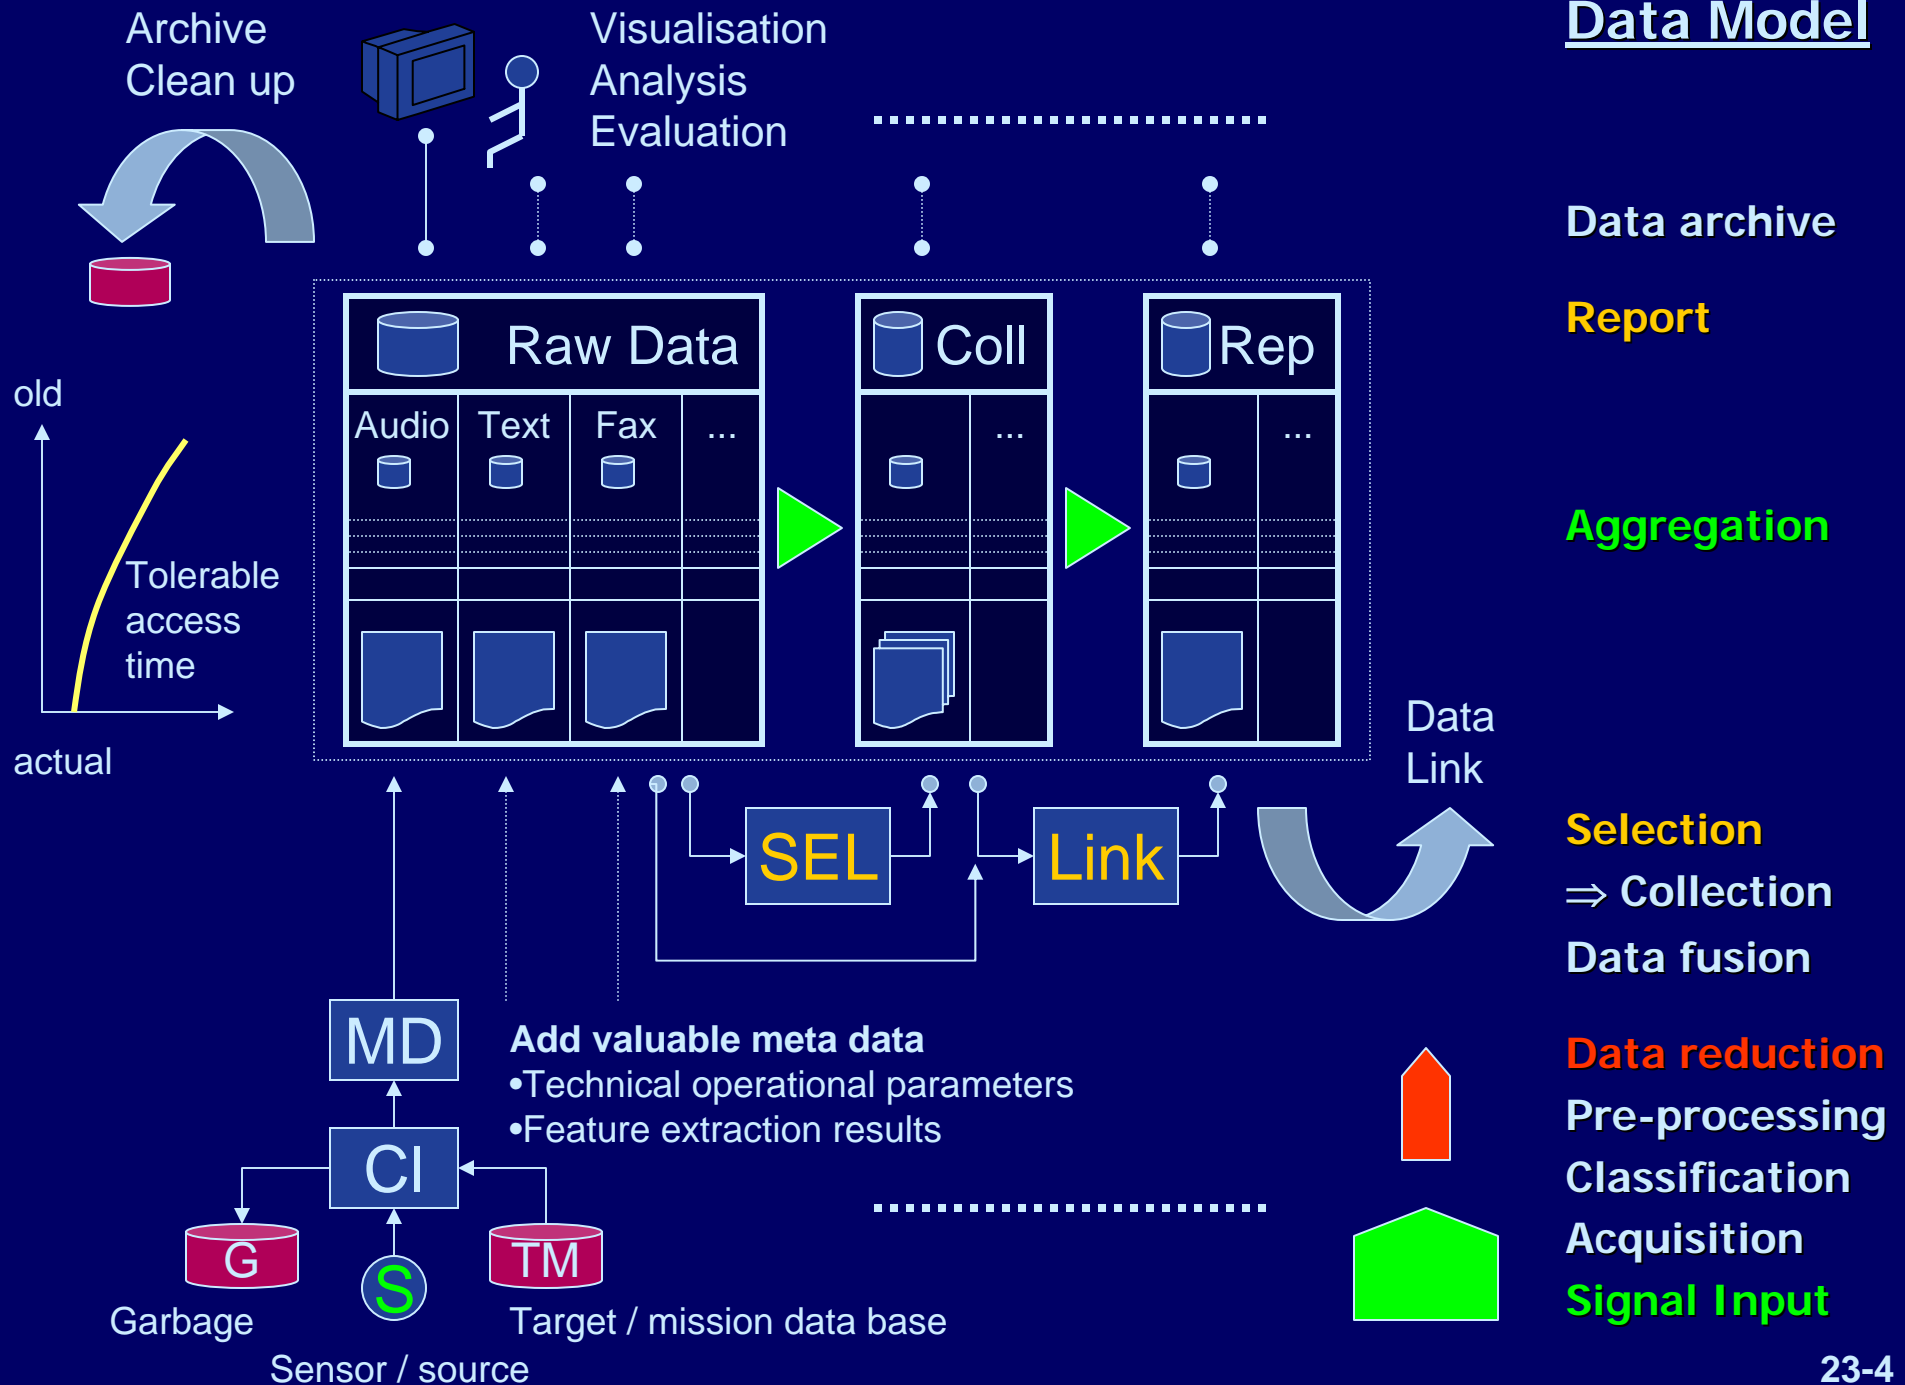 Data Model
Archive
Clean up
Visualisation
Analysis
Evaluation
Data archive
Report
Raw Data
Coll
Rep
old
Audio
Text
Fax
...
...
...
Aggregation
Tolerable
access
time
actual
Data
Link
SEL
Link
Selection
⇒ Collection
Data fusion
MD
Add valuable meta data
•Technical operational parameters
•Feature extraction results
Data reduction
Pre-processing
CI
Classification
Acquisition
G
S
TM
Signal Input
Garbage
Target / mission data base
Sensor / source
23-4